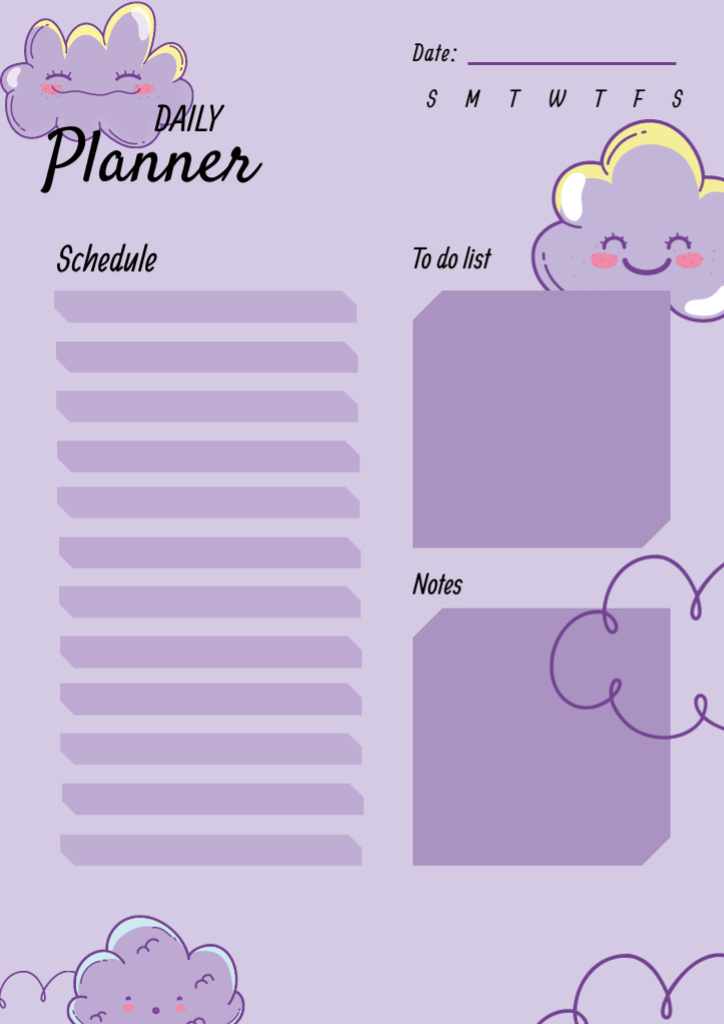 DAILY
Planner
Date:
S M T W T F S
Schedule
To do list
Notes